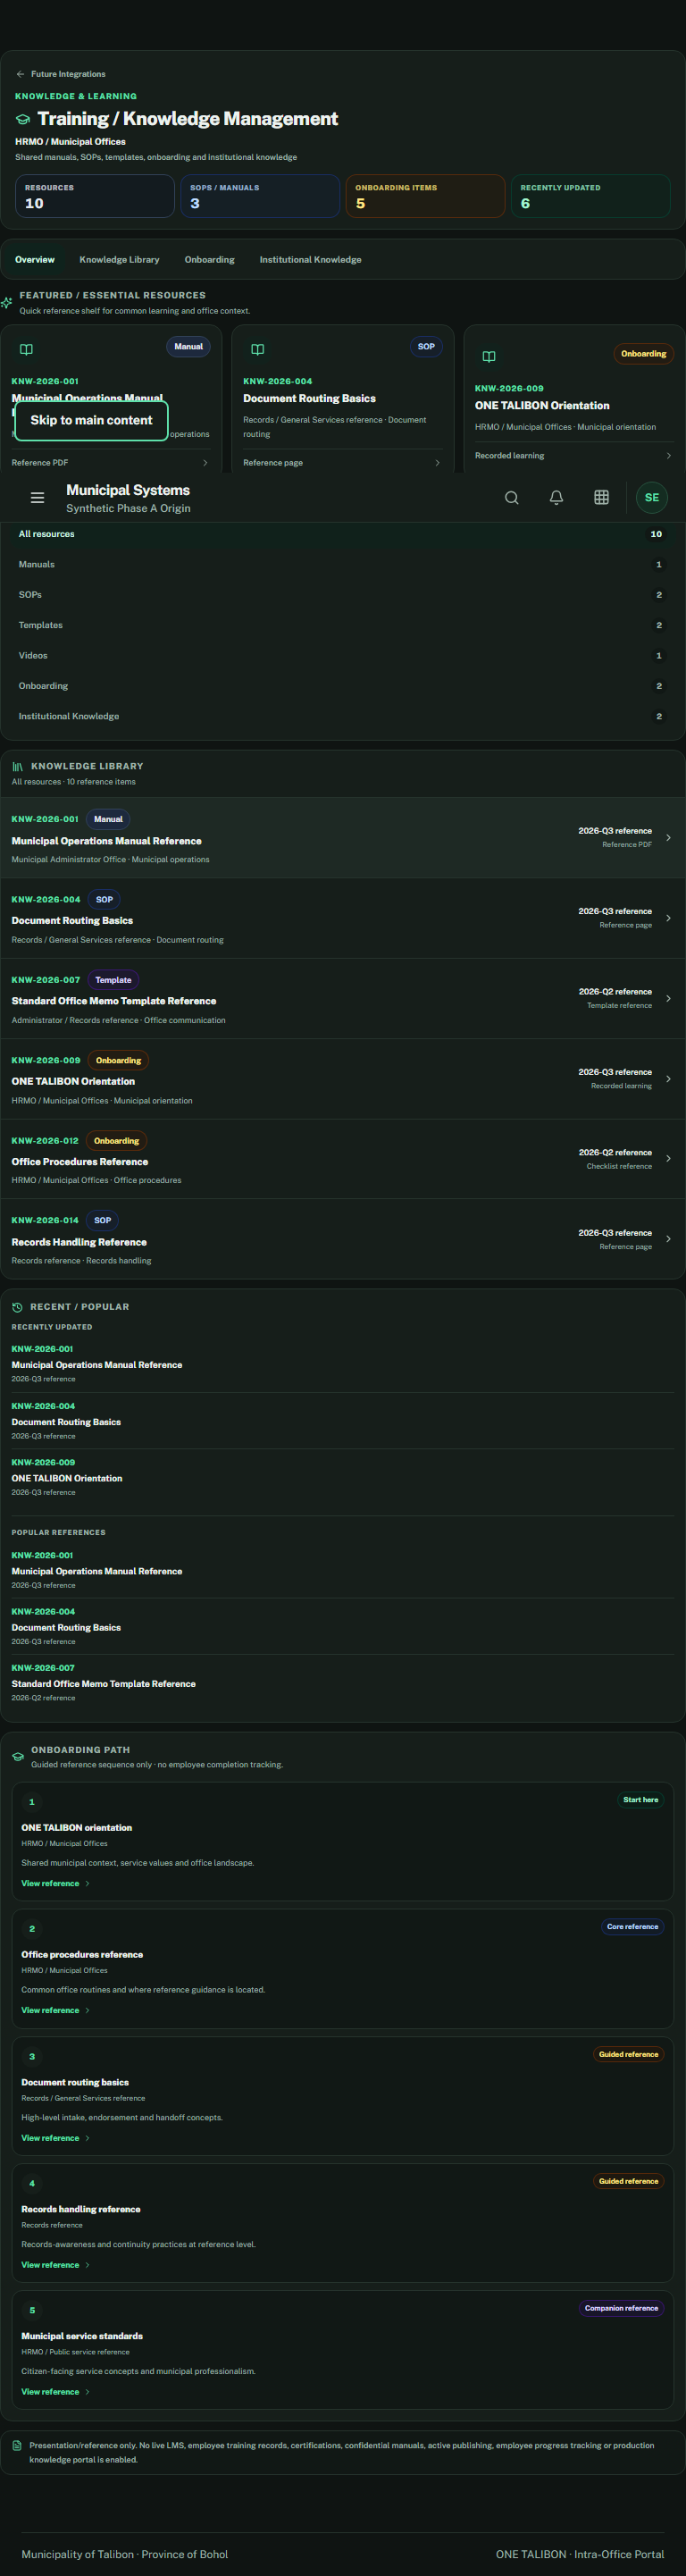 Future Integrations
KNOWLEDGE & LEARNING
Training / Knowledge Management
HRMO / Municipal Offices
Shared manuals, SOPs, templates, onboarding and institutional knowledge
RESOURCES
10
SOPS / MANUALS
3
ONBOARDING ITEMS
5
RECENTLY UPDATED
6
Overview
Knowledge Library
Onboarding
Institutional Knowledge
FEATURED / ESSENTIAL RESOURCES
Quick reference shelf for common learning and office context.
Manual
KNW-2026-001
Municipal Operations Manual
operations
Reference PDF
SOP
KNW-2026-004
Document Routing Basics
Records / General Services reference · Document
routing
Reference page
Onboarding
KNW-2026-009
ONE TALIBON Orientation
HRMO / Municipal Offices · Municipal orientation
Recorded learning
Skip to main content
Municipal Systems
Synthetic Phase A Origin
SE
All resources
10
Manuals
1
SOPs
2
Templates
2
Videos
1
Onboarding
2
Institutional Knowledge
2
KNOWLEDGE LIBRARY
All resources · 10 reference items
KNW-2026-001 Manual
Municipal Operations Manual Reference
Municipal Administrator Office · Municipal operations
2026-Q3 reference
Reference PDF
KNW-2026-004 SOP
Document Routing Basics
Records / General Services reference · Document routing
2026-Q3 reference
Reference page
KNW-2026-007 Template
Standard Office Memo Template Reference
Administrator / Records reference · Office communication
2026-Q2 reference
Template reference
KNW-2026-009 Onboarding
ONE TALIBON Orientation
HRMO / Municipal Offices · Municipal orientation
2026-Q3 reference
Recorded learning
KNW-2026-012 Onboarding
Office Procedures Reference
HRMO / Municipal Offices · Office procedures
2026-Q2 reference
Checklist reference
KNW-2026-014 SOP
Records Handling Reference
Records reference · Records handling
2026-Q3 reference
Reference page
RECENT / POPULAR
RECENTLY UPDATED
KNW-2026-001
Municipal Operations Manual Reference
2026-Q3 reference
KNW-2026-004
Document Routing Basics
2026-Q3 reference
KNW-2026-009
ONE TALIBON Orientation
2026-Q3 reference
POPULAR REFERENCES
KNW-2026-001
Municipal Operations Manual Reference
2026-Q3 reference
KNW-2026-004
Document Routing Basics
2026-Q3 reference
KNW-2026-007
Standard Office Memo Template Reference
2026-Q2 reference
ONBOARDING PATH
Guided reference sequence only · no employee completion tracking.
1
Start here
ONE TALIBON orientation
HRMO / Municipal Offices
Shared municipal context, service values and office landscape.
View reference
2
Core reference
Office procedures reference
HRMO / Municipal Offices
Common office routines and where reference guidance is located.
View reference
3
Guided reference
Document routing basics
Records / General Services reference
High-level intake, endorsement and handoff concepts.
View reference
4
Guided reference
Records handling reference
Records reference
Records-awareness and continuity practices at reference level.
View reference
5
Companion reference
Municipal service standards
HRMO / Public service reference
Citizen-facing service concepts and municipal professionalism.
View reference
Presentation/reference only. No live LMS, employee training records, certifications, confidential manuals, active publishing, employee progress tracking or production
knowledge portal is enabled.
Municipality of Talibon · Province of Bohol
ONE TALIBON · Intra-Office Portal